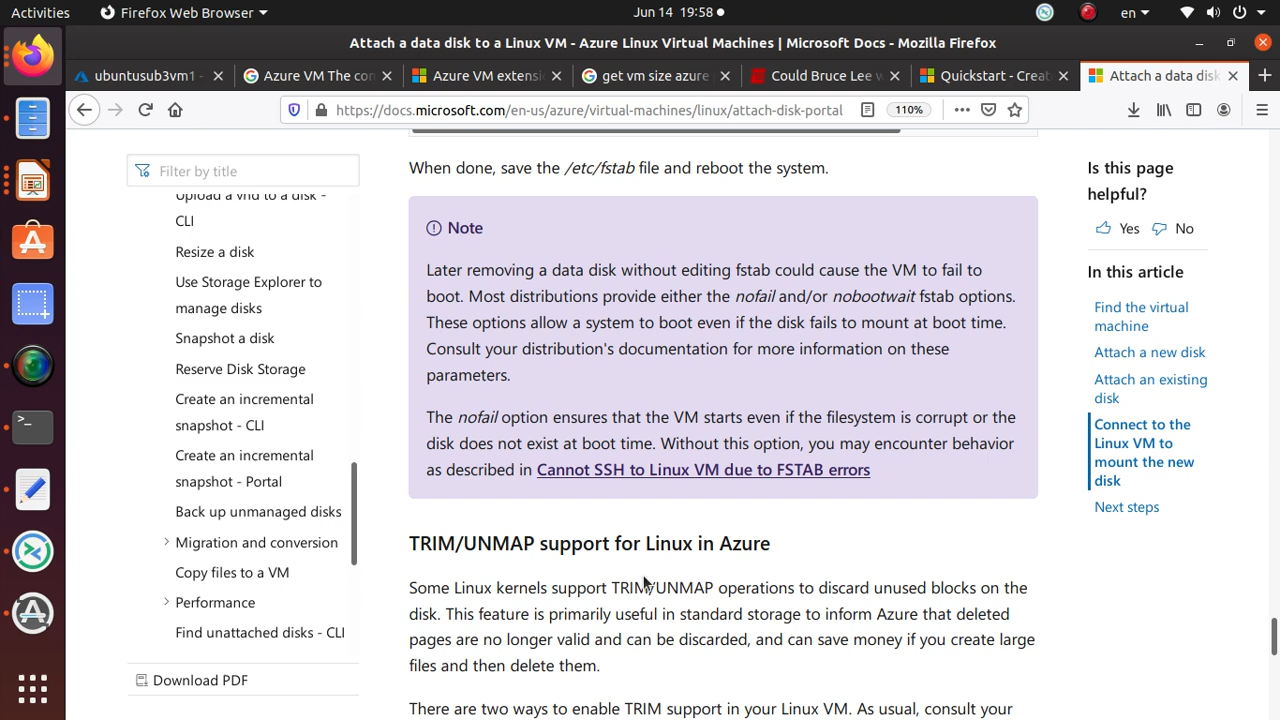 Activities
Firefox Web Browser
Jun 14 19:58
en
Attach a data disk to a Linux VM - Azure Linux Virtual Machines | Microsoft Docs - Mozilla Firefox
ubuntusub3vm1 -
Azure VM The con
Azure VM extensi
get vm size azure
Could Bruce Lee w
Quickstart - Creat
Attach a data disk
https://docs.microsoft.com/en-us/azure/virtual-machines/linux/attach-disk-portal
110%
Filter by title
Upload a vhd to a disk -
CLI
Resize a disk
Use Storage Explorer to
manage disks
Snapshot a disk
Reserve Disk Storage
Create an incremental
snapshot - CLI
Create an incremental
snapshot - Portal
Back up unmanaged disks
Migration and conversion
Copy files to a VM
Performance
Find unattached disks - CLI
Download PDF
When done, save the /etc/fstab file and reboot the system.
Note
Later removing a data disk without editing fstab could cause the VM to fail to
boot. Most distributions provide either the nofail and/or nobootwait fstab options.
These options allow a system to boot even if the disk fails to mount at boot time.
Consult your distribution's documentation for more information on these
parameters.
The nofail option ensures that the VM starts even if the filesystem is corrupt or the
disk does not exist at boot time. Without this option, you may encounter behavior
as described in Cannot SSH to Linux VM due to FSTAB errors
TRIM/UNMAP support for Linux in Azure
Some Linux kernels support TRIM/UNMAP operations to discard unused blocks on the
disk. This feature is primarily useful in standard storage to inform Azure that deleted
pages are no longer valid and can be discarded, and can save money if you create large
files and then delete them.
There are two ways to enable TRIM support in your Linux VM. As usual, consult your
Is this page
helpful?
Yes
No
In this article
Find the virtual
machine
Attach a new disk
Attach an existing
disk
Connect to the
Linux VM to
mount the new
disk
Next steps